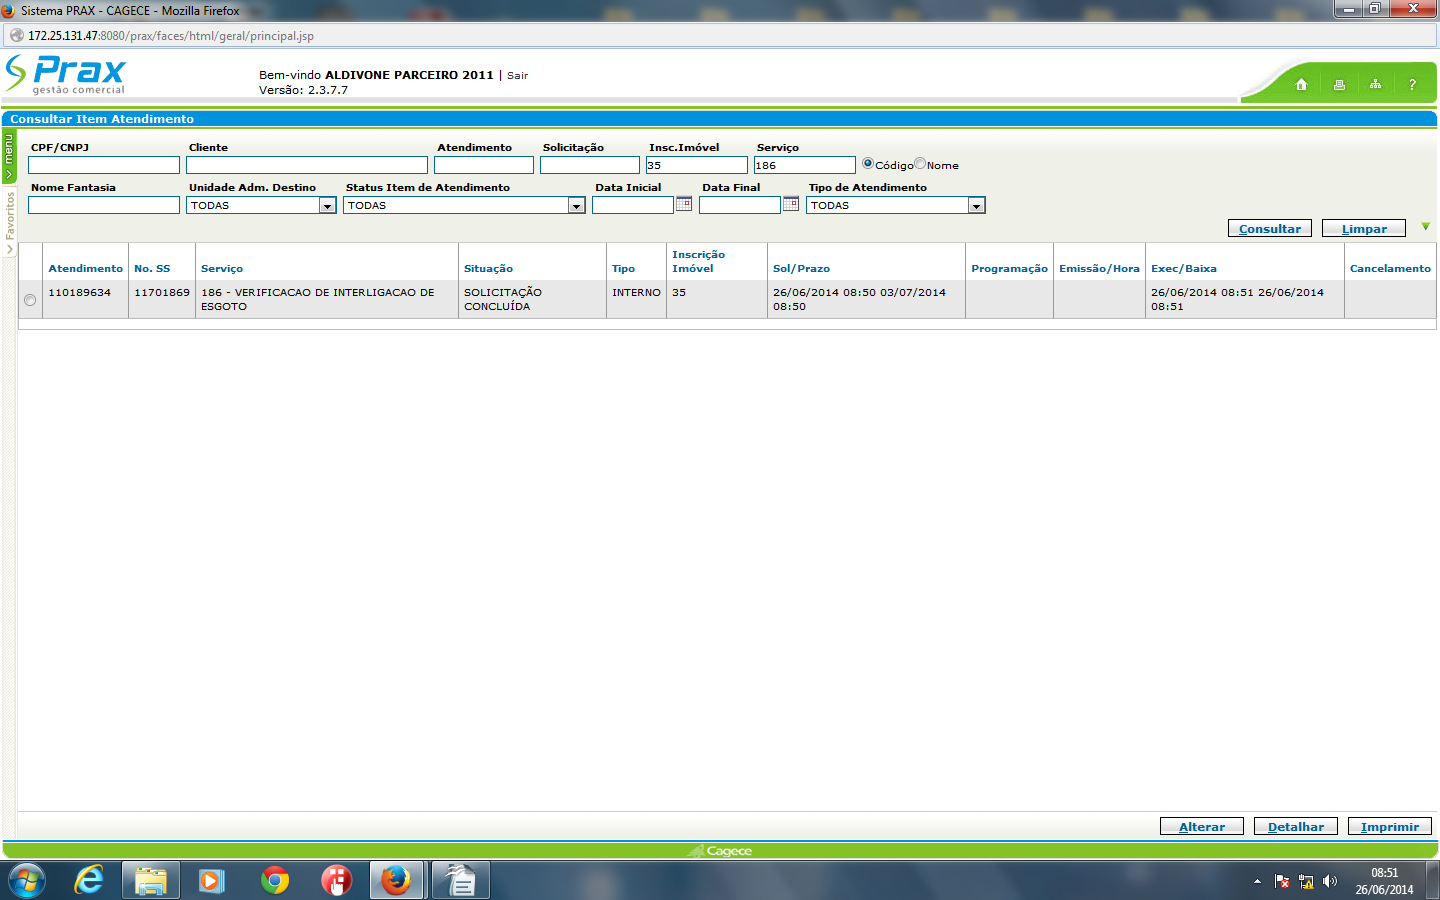 Sistema PRAX - CAGECE - Mozilla Firefox
172.25.131.47:8080/prax/faces/html/geral/principal.jsp
Prax
gestão comercial
Bem-vindo ALDIVONE PARCEIRO 2011 | Sair
Versão: 2.3.7.7
?
Consultar Item Atendimento
menu
Favoritos
CPF/CNPJ Cliente Atendimento Solicitação Insc.Imóvel Serviço
35 186 Código Nome
Nome Fantasia Unidade Adm. Destino Status Item de Atendimento Data Inicial Data Final Tipo de Atendimento
TODAS TODAS TODAS
Consultar Limpar
Atendimento No. SS Serviço Situação Tipo Inscrição Imóvel Sol/Prazo Programação Emissão/Hora Exec/Baixa Cancelamento
110189634 11701869 186 - VERIFICACAO DE INTERLIGACAO DE SOLICITAÇÃO INTERNO 35 26/06/2014 08:50 03/07/2014 26/06/2014 08:51 26/06/2014
ESGOTO CONCLUÍDA 08:50 08:51
Alterar Detalhar Imprimir
Cagece
08:51
26/06/2014